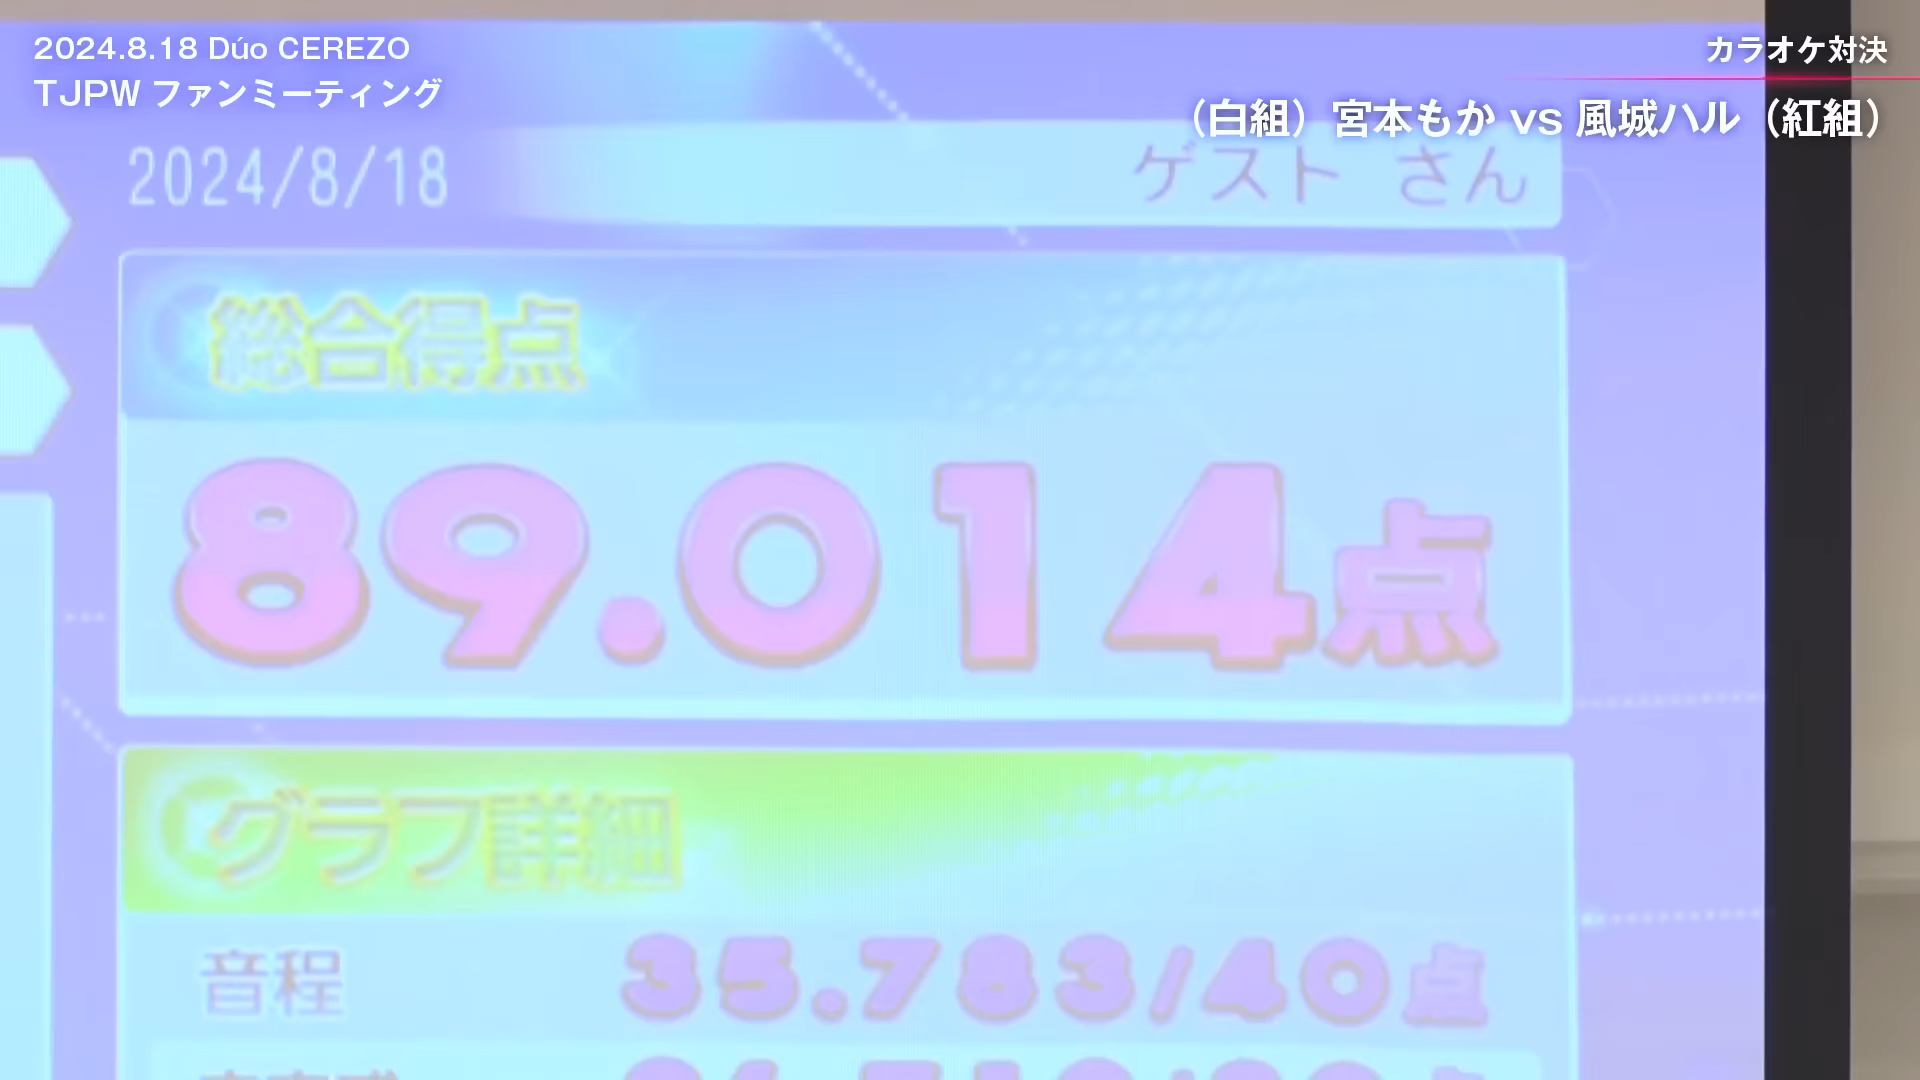 2024.8.18 Dúo CEREZO
TJPW ファンミーティング
カラオケ対決
（白組）宮本もか vs 風城ハル（紅組）
2024/8/18
ゲスト さん
総合得点
89.014点
グラフ詳細
音程 35.783/40点